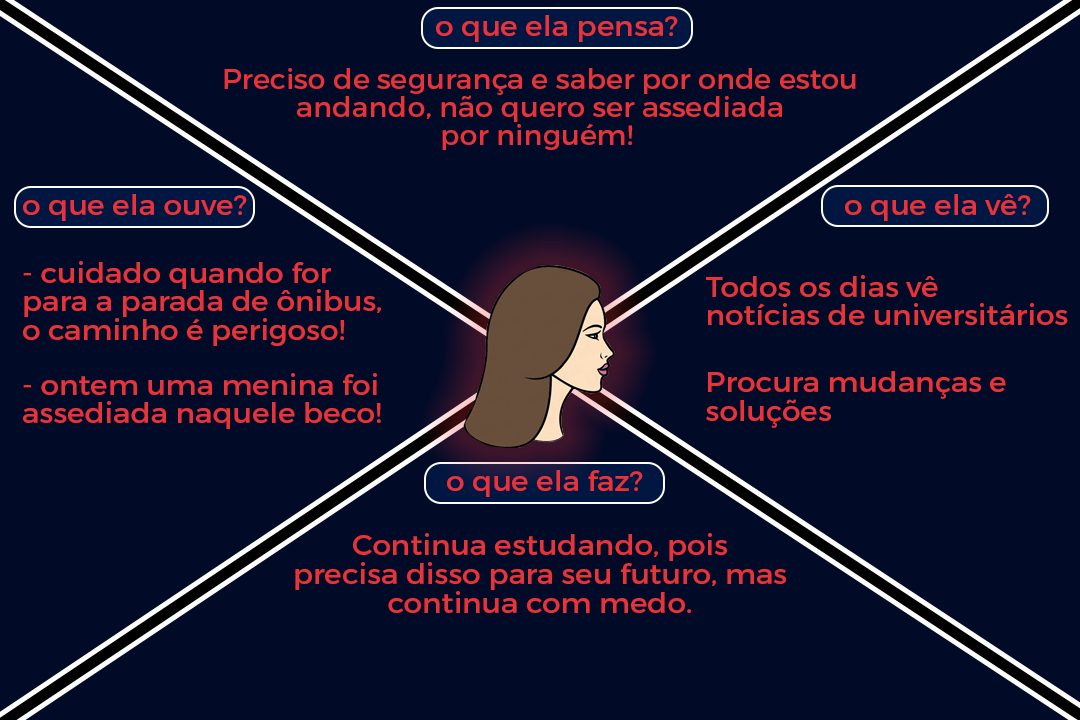 o que ela pensa?
Preciso de segurança e saber por onde estou
andando, não quero ser assediada
por ninguém!
o que ela ouve?
- cuidado quando for
para a parada de ônibus,
o caminho é perigoso!
- ontem uma menina foi
assediada naquele beco!
o que ela vê?
Todos os dias vê
notícias de universitários
Procura mudanças e
soluções
o que ela faz?
Continua estudando, pois
precisa disso para seu futuro, mas
continua com medo.